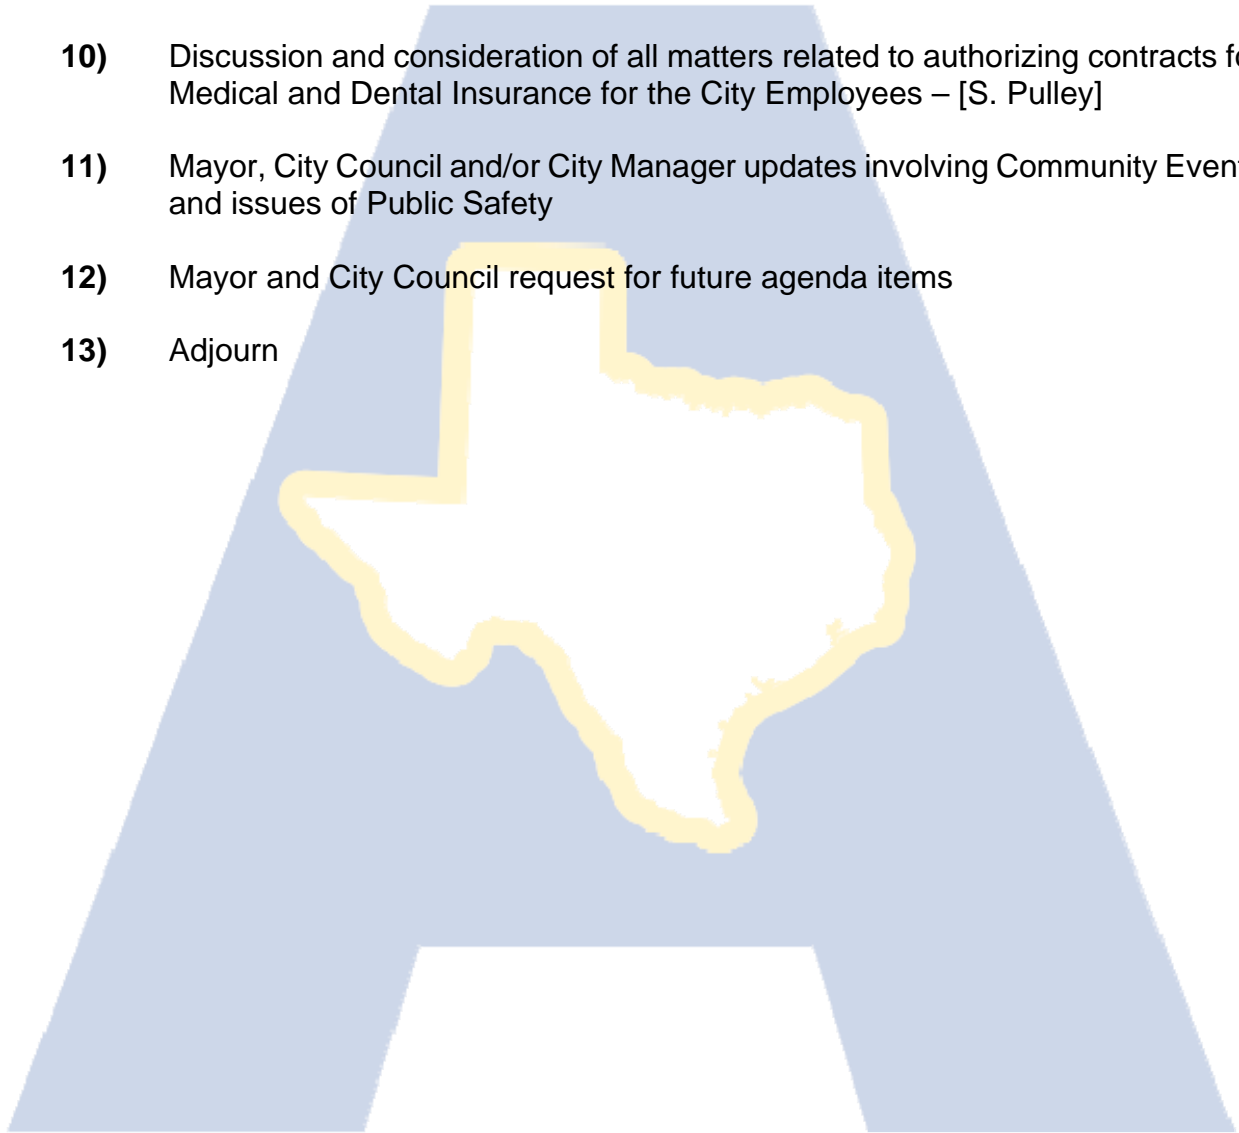 10) Discussion and consideration of all matters related to authorizing contracts
Medical and Dental Insurance for the City Employees – [S. Pulley]
11) Mayor, City Council and/or City Manager updates involving Community Event
and issues of Public Safety
12) Mayor and City Council request for future agenda items
13) Adjourn
A